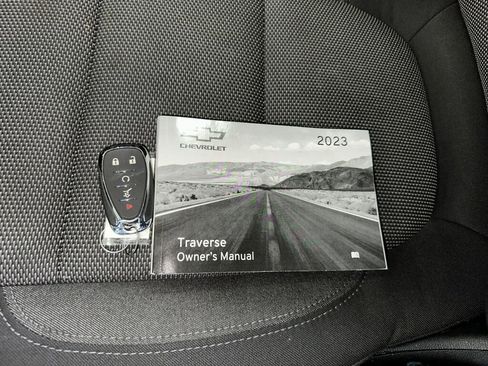 CHEVROLET
2023
Traverse
Owner's Manual